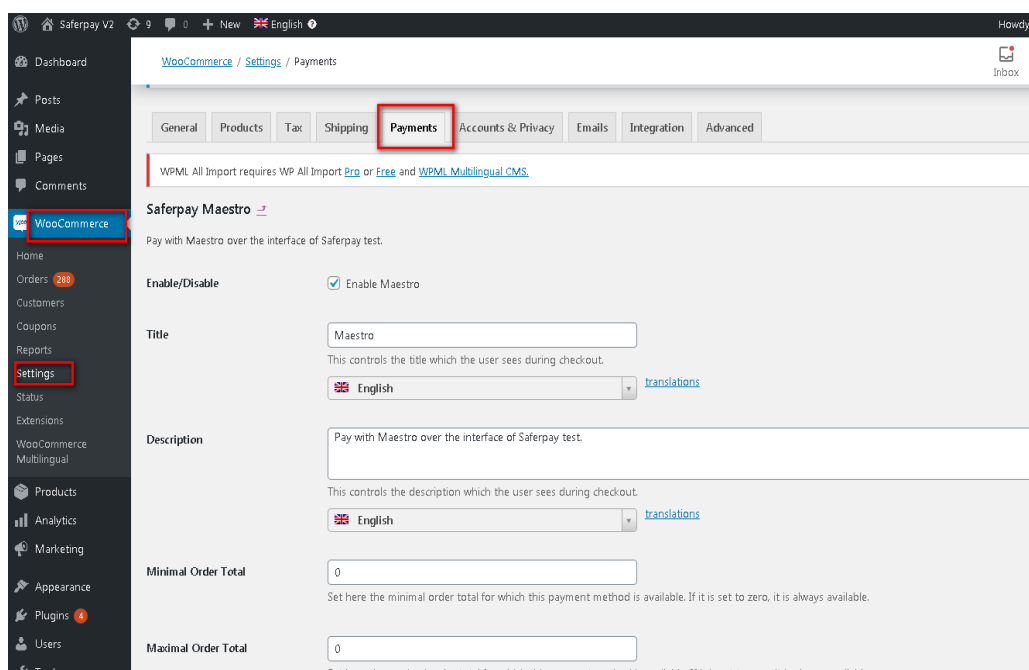 Saferpay V2 9 0 + New English
Howdy
Dashboard
Posts
Media
Pages
Comments
WooCommerce
Home
Orders 288
Customers
Coupons
Reports
Settings
Status
Extensions
WooCommerce
Multilingual
Products
Analytics
Marketing
Appearance
Plugins 4
Users
WooCommerce / Settings / Payments
Inbox
General Products Tax Shipping Payments Accounts & Privacy Emails Integration Advanced
WPML All Import requires WP All Import Pro or Free and WPML Multilingual CMS.
Saferpay Maestro
Pay with Maestro over the interface of Saferpay test.
Enable/Disable
Enable Maestro
Title
Maestro
This controls the title which the user sees during checkout.
English
translations
Description
Pay with Maestro over the interface of Saferpay test.
This controls the description which the user sees during checkout.
English
translations
Minimal Order Total
0
Set here the minimal order total for which this payment method is available. If it is set to zero, it is always available.
Maximal Order Total
0